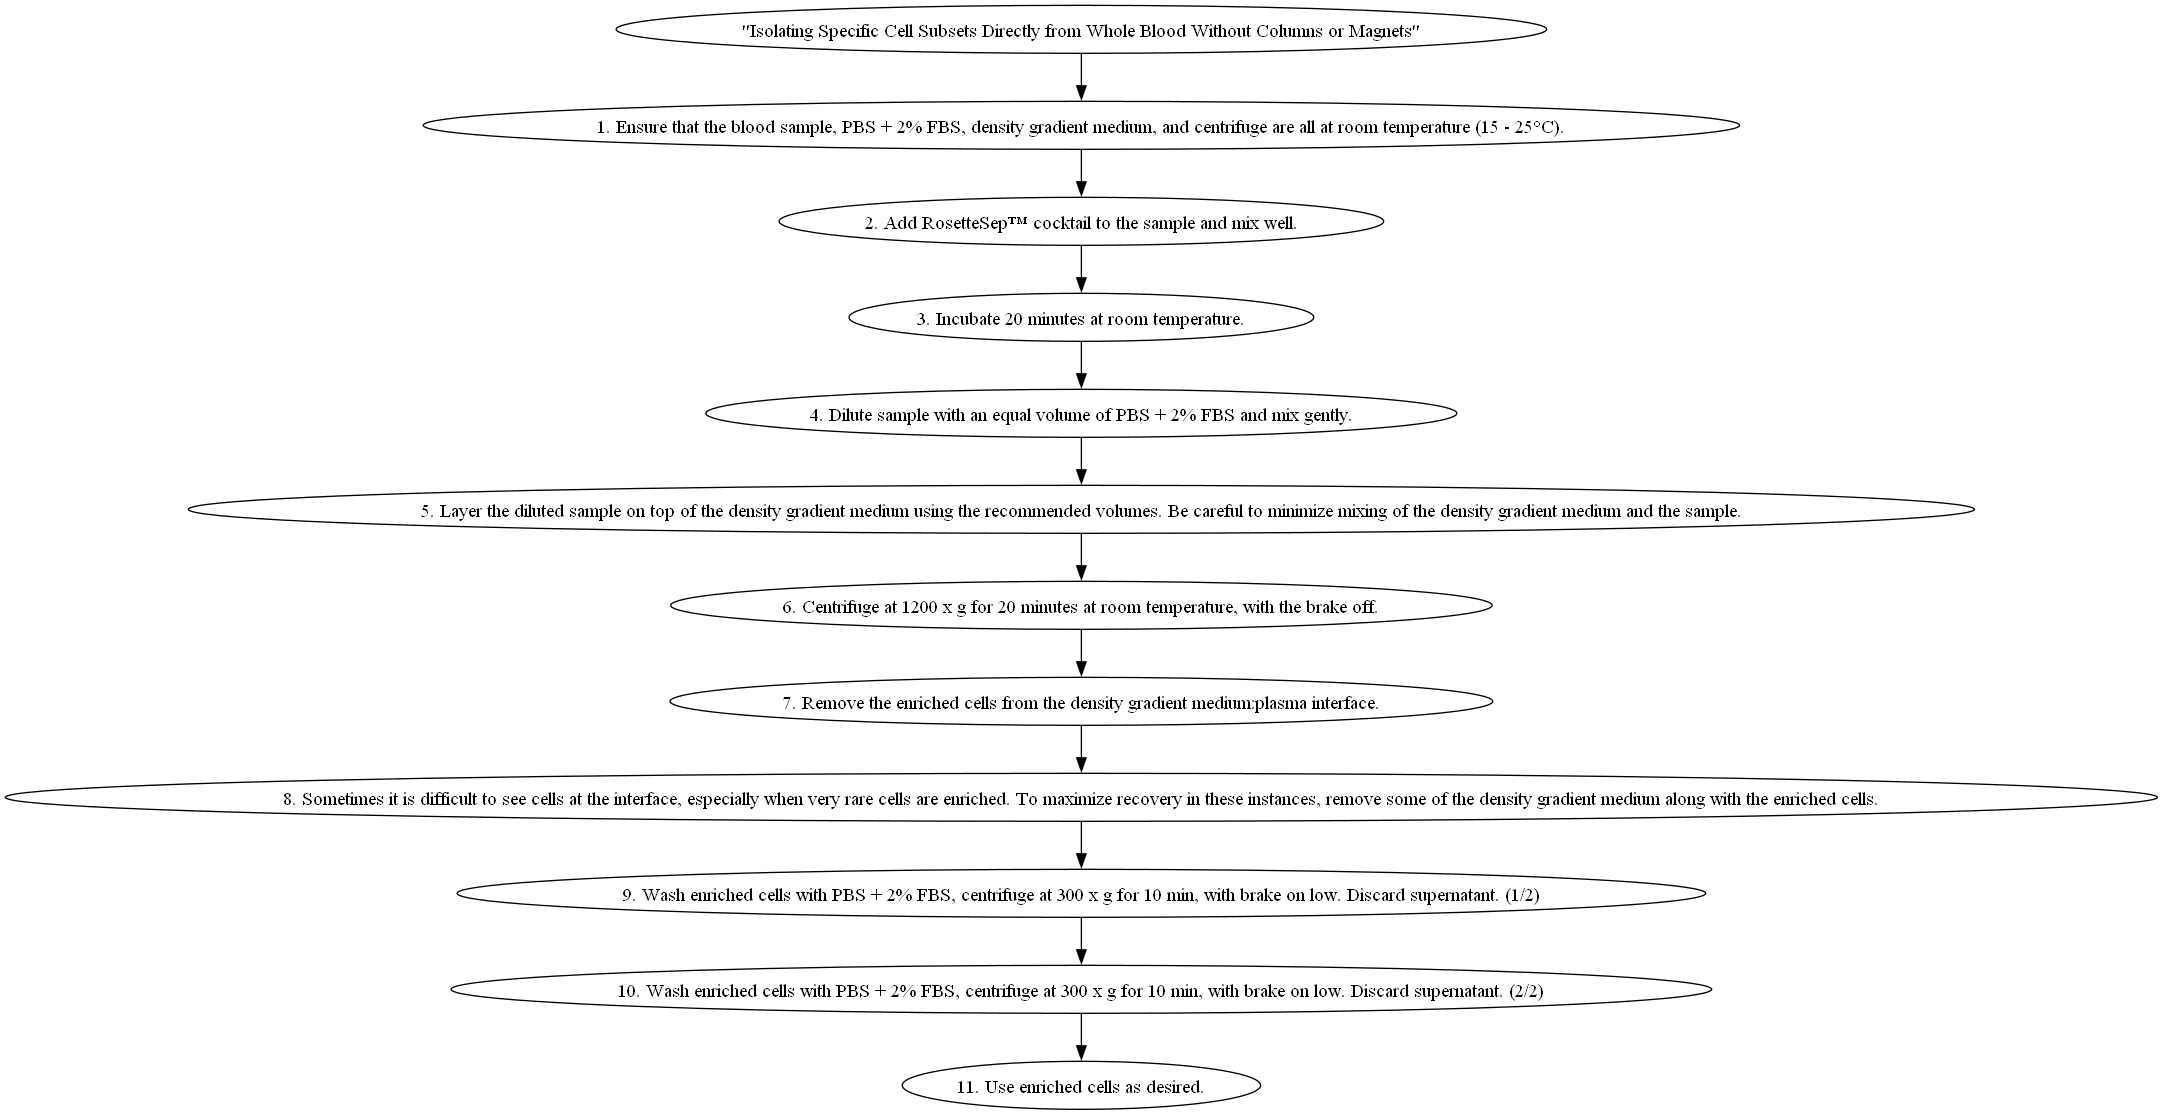 "Isolating Specific Cell Subsets Directly from Whole Blood Without Columns or Magnets"
1. Ensure that the blood sample, PBS + 2% FBS, density gradient medium, and centrifuge are all at room temperature (15 - 25°C).
2. Add RosetteSep™ cocktail to the sample and mix well.
3. Incubate 20 minutes at room temperature.
4. Dilute sample with an equal volume of PBS + 2% FBS and mix gently.
5. Layer the diluted sample on top of the density gradient medium using the recommended volumes. Be careful to minimize mixing of the density gradient medium and the sample.
6. Centrifuge at 1200 x g for 20 minutes at room temperature, with the brake off.
7. Remove the enriched cells from the density gradient medium:plasma interface.
8. Sometimes it is difficult to see cells at the interface, especially when very rare cells are enriched. To maximize recovery in these instances, remove some of the density gradient medium along with the enriched cells.
9. Wash enriched cells with PBS + 2% FBS, centrifuge at 300 x g for 10 min, with brake on low. Discard supernatant. (1/2)
10. Wash enriched cells with PBS + 2% FBS, centrifuge at 300 x g for 10 min, with brake on low. Discard supernatant. (2/2)
11. Use enriched cells as desired.